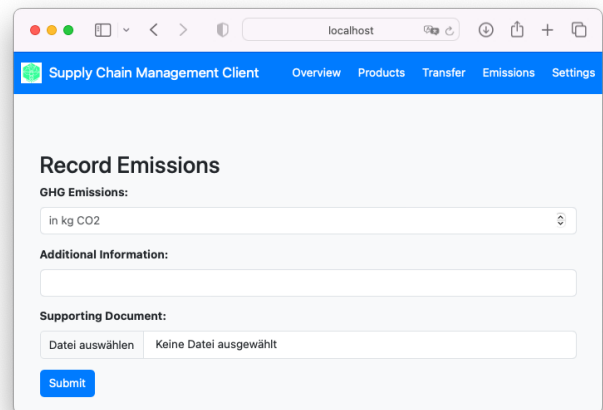 localhost
Supply Chain Management Client Overview Products Transfer Emissions Settings
Record Emissions
GHG Emissions:
in kg CO2
Additional Information:
Supporting Document:
Datei auswählen Keine Datei ausgewählt
Submit